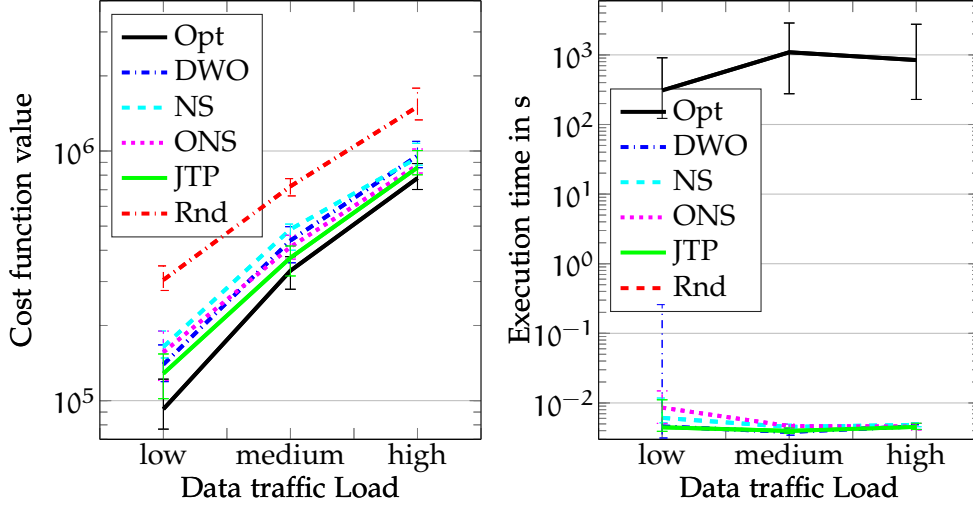 Cost function value
10^6
10^5
Opt
DWO
NS
ONS
JTP
Rnd
low medium high
Data traffic Load
Execution time in s
10^3
10^2
10^1
10^0
10^−1
10^−2
Opt
DWO
NS
ONS
JTP
Rnd
low medium high
Data traffic Load